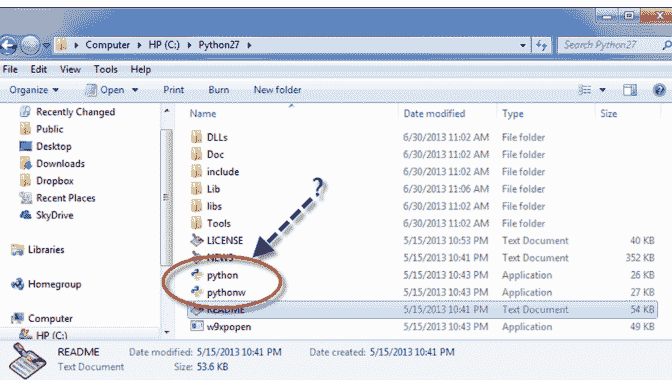 Computer ▸ HP (C:) ▸ Python27 ▸ Search Python27
File Edit View Tools Help
Organize ▼ Open ▼ Print Burn New folder
Name Date modified Type Size
Recently Changed
Public
Desktop
Downloads
Dropbox
Recent Places
SkyDrive
Libraries
Homegroup
Computer
HP (C:)
DLLs 6/30/2013 11:02 AM File folder
Doc 6/30/2013 11:02 AM File folder
include 6/30/2013 11:02 AM File folder
Lib 6/30/2013 11:06 AM File folder
libs 6/30/2013 11:02 AM File folder
Tools 6/30/2013 11:02 AM File folder
LICENSE 5/15/2013 10:53 PM Text Document 40 KB
NEWS 5/15/2013 10:41 PM Text Document 352 KB
python 5/15/2013 10:43 PM Application 26 KB
pythonw 5/15/2013 10:43 PM Application 27 KB
README 5/15/2013 10:41 PM Text Document 54 KB
w9xpopen 5/15/2013 10:43 PM Application 49 KB
?
README Date modified: 5/15/2013 10:41 PM Date created: 5/15/2013 10:41 PM
Text Document Size: 53.6 KB